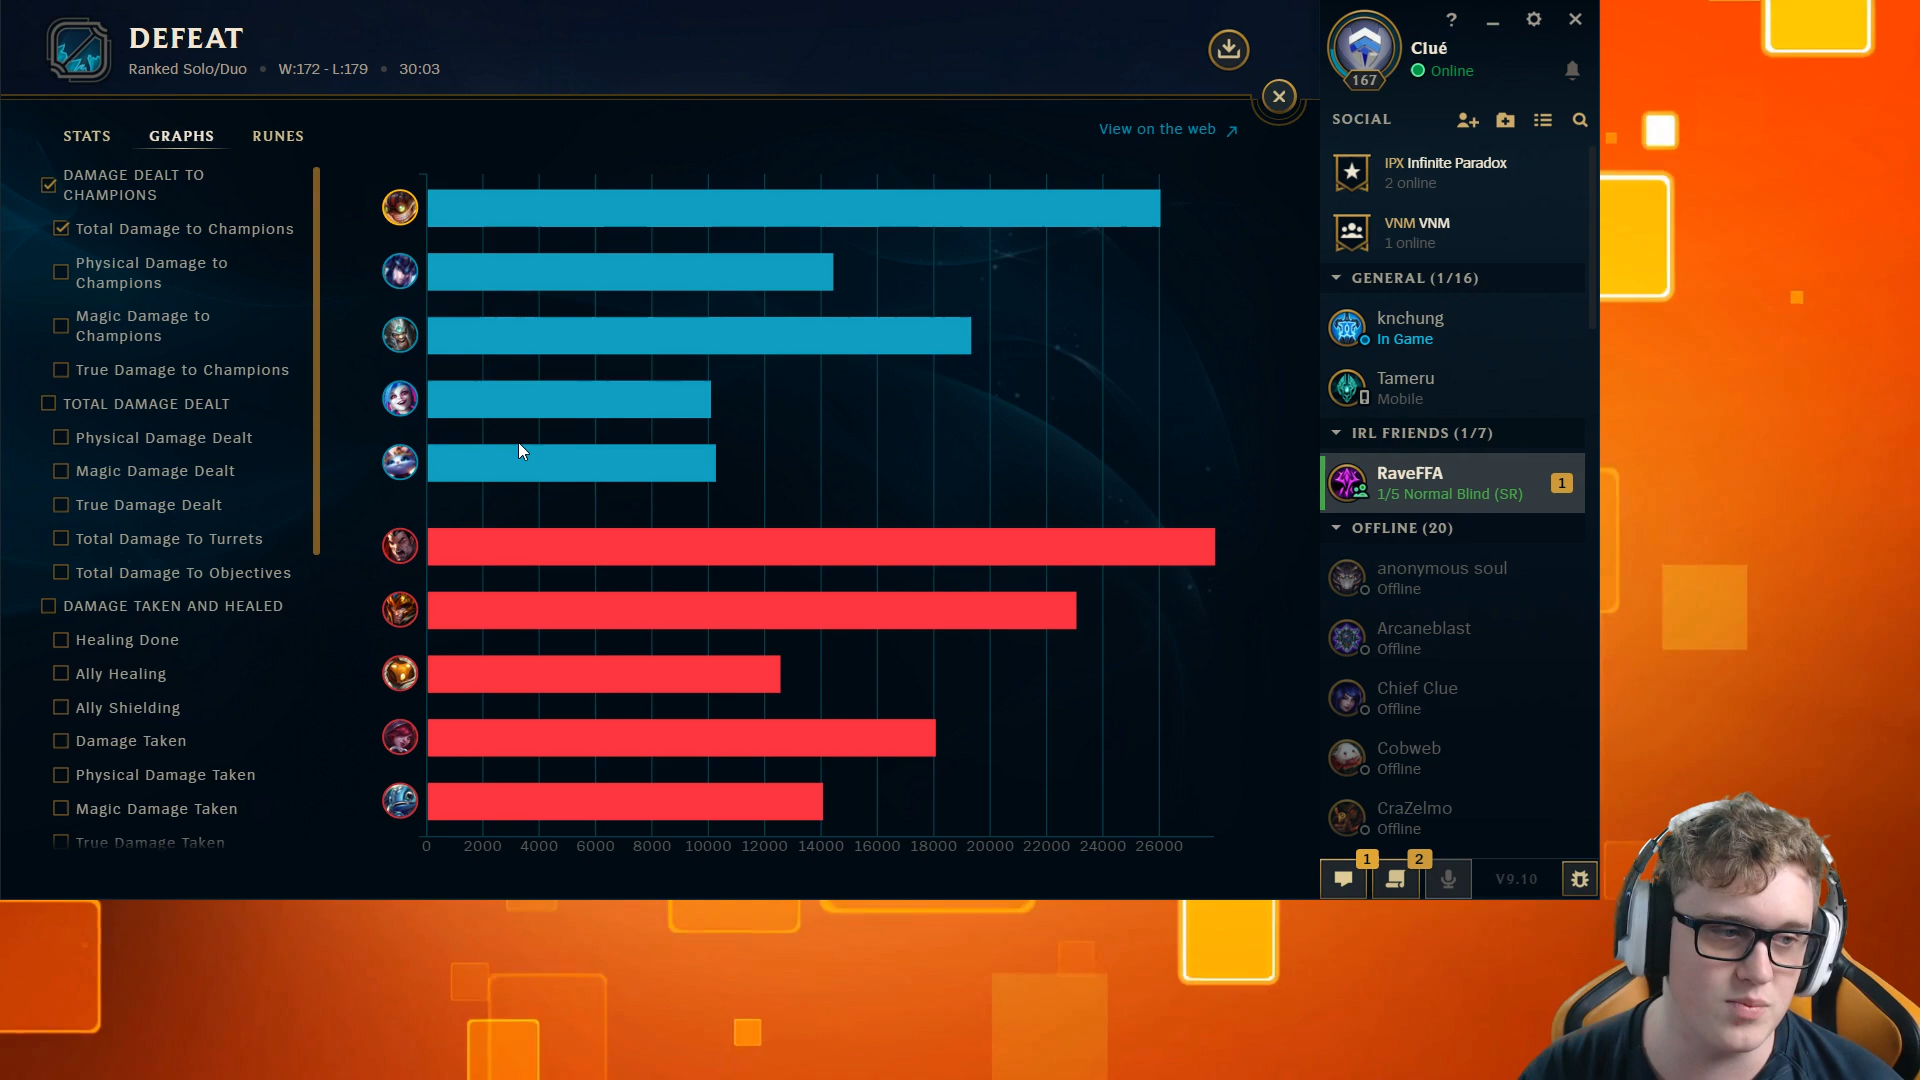 DEFEAT
Ranked Solo/Duo • W:172 - L:179 • 30:03
STATS GRAPHS RUNES
View on the web
DAMAGE DEALT TO
CHAMPIONS
Total Damage to Champions
Physical Damage to
Champions
Magic Damage to
Champions
True Damage to Champions
TOTAL DAMAGE DEALT
Physical Damage Dealt
Magic Damage Dealt
True Damage Dealt
Total Damage To Turrets
Total Damage To Objectives
DAMAGE TAKEN AND HEALED
Healing Done
Ally Healing
Ally Shielding
Damage Taken
Physical Damage Taken
Magic Damage Taken
True Damage Taken
0 2000 4000 6000 8000 10000 12000 14000 16000 18000 20000 22000 24000 26000
?
Clué
Online
167
SOCIAL
IPX Infinite Paradox
2 online
VNM VNM
1 online
GENERAL (1/16)
knchung
In Game
Tameru
Mobile
IRL FRIENDS (1/7)
RaveFFA
1/5 Normal Blind (SR)
1
OFFLINE (20)
anonymous soul
Offline
Arcaneblast
Offline
Chief Clue
Offline
Cobweb
Offline
CraZelmo
Offline
1 2
V9.10